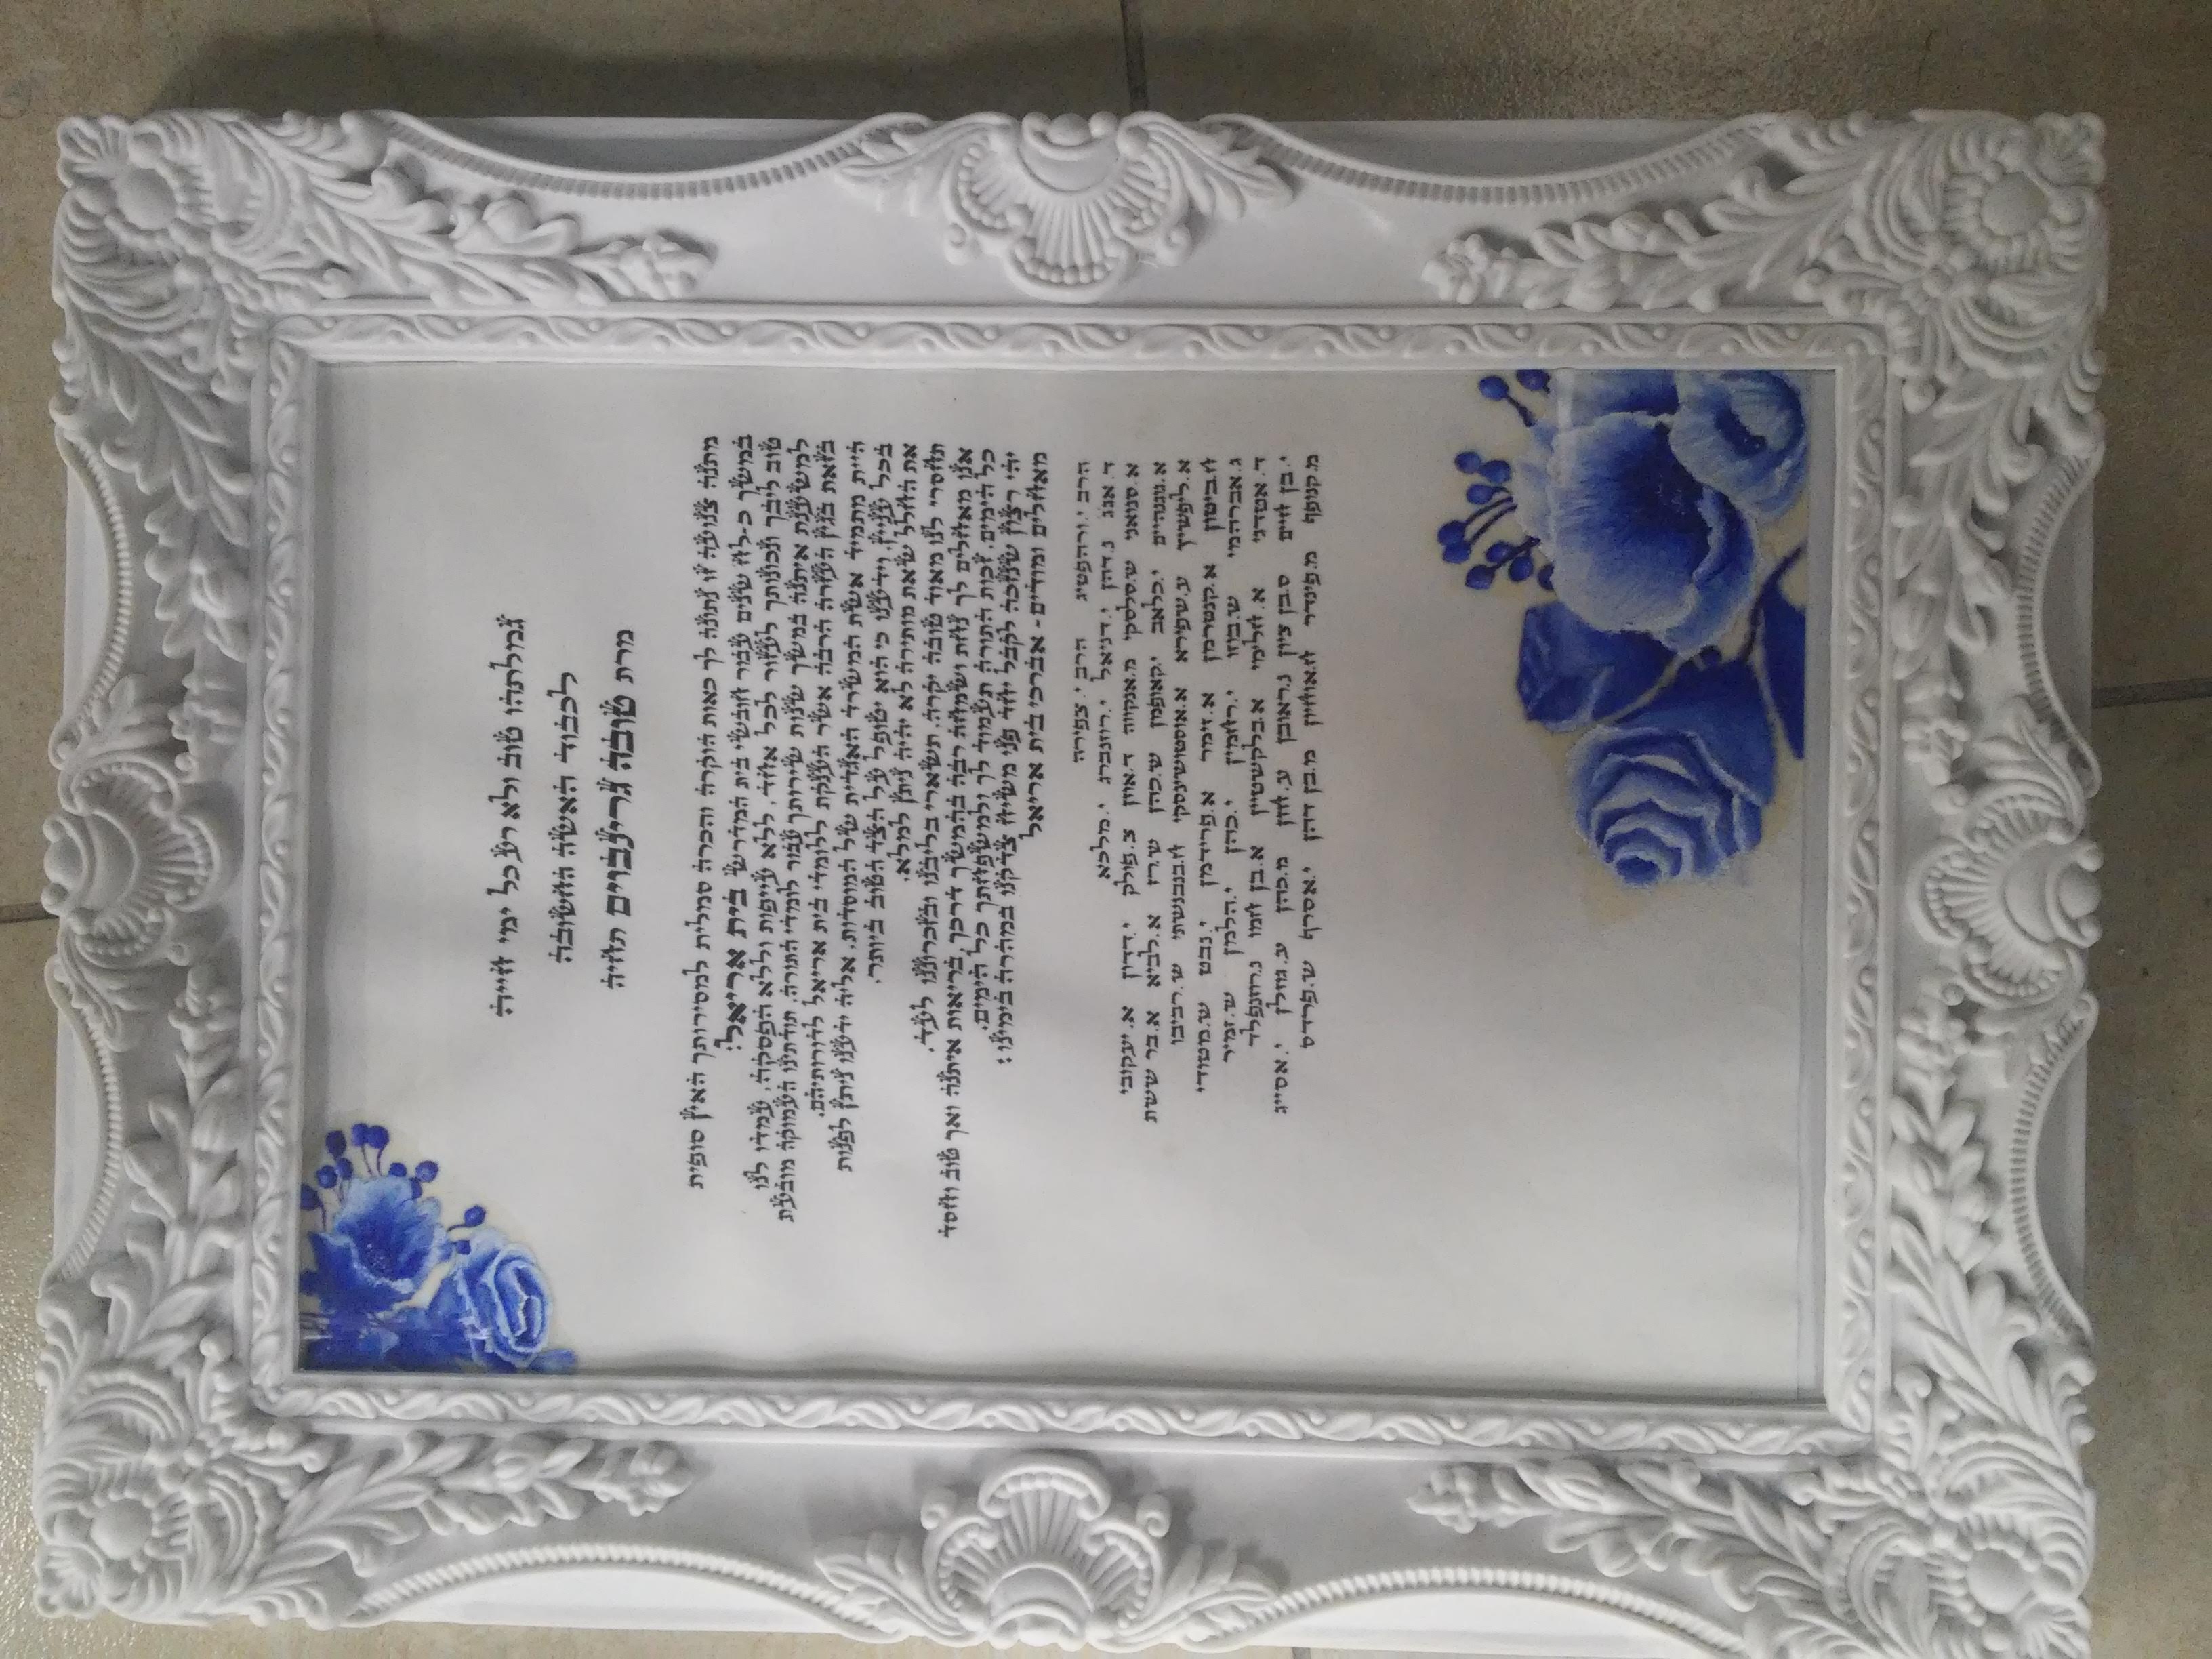 גמלתהו טוב ולא רע כל ימי חייה
לכבוד האשה החשובה
מרת טובה גרינבוים תחיה
מתנה צנועה זו נתונה לך כאות הוקרה והכרה סמלית למסירותך האין סופית
במשך כ-לח שנים עבור חובשי בית המדרש בית אריאל:
טוב ליבך ונכונותך לעזור לכל אחד, ללא עייפות וללא הפסקה, עמדו לנו
למשענת איתנה במשך שנות שירותך עבור לומדי התורה. תודתינו העמוקה מובעת
בזאת בגין העזרה הרבה אשר הענקת ללומדי בית אריאל לדורותיהם.
היית מתמיד אשת המשרד האגדית של המוסדות, אליה ידענו ניתן לפנות
בכל עניין, וידענו כי הוא יטופל על הצד הטוב ביותר.
את החלל שאת מותירה לא יהיה ניתן למלא.
תחסרי לנו מאוד טובה יקרה. תשארי בליבנו ובזכרוננו לעד.
אנו מאחלים לך נחת ושמחה רבה בהמשך דרכך, בריאות איתנה ואך טוב וחסד
כל הימים. זכות התורה תעמוד לך ולמשפחתך כל הימים.
יהי רצון שנזכה לקבל יחד פני משיח צדקנו במהרה בימינו:
מאחלים ומודים - אברכי בית אריאל
הרב י.ורהפטיג הרב י. צפירה
ד. אנג נ.דהן י.דניאל י.רוזנברג י.מלכא
א.סנואני ש.סלסקי מ.אנקווה ד.אוזן צ.פולק י.דדון א.יעקובי
א.גוגנהיים י.כלאב י.קאופמן ש.כהן ש.רז א.לביא א.בר ששת
א.ליפשיץ ע.שפירא א.אוסטושינסקי ח.בנבנשתי ש.רביבו
ח.ביטון א.קנטרמן א.זימר א.פרידמן י.נבט ש.מטודי
ג.אברהמי ש.בוזו י.רחמין י.כהן י.הלמן ש.זמיר
ד.אטדגי א.חלימי א.בלקשטיין א.בן חמו נ.רוזנפלד
י.בן חיים ס.בן ציון נ.ראובן ע.חזן מ.כהן ע.גוזלן י.אסייג
מ.קנופף מ.פינדר ח.אוחיון מ.בן דהן י.אסרף ש.פרדס